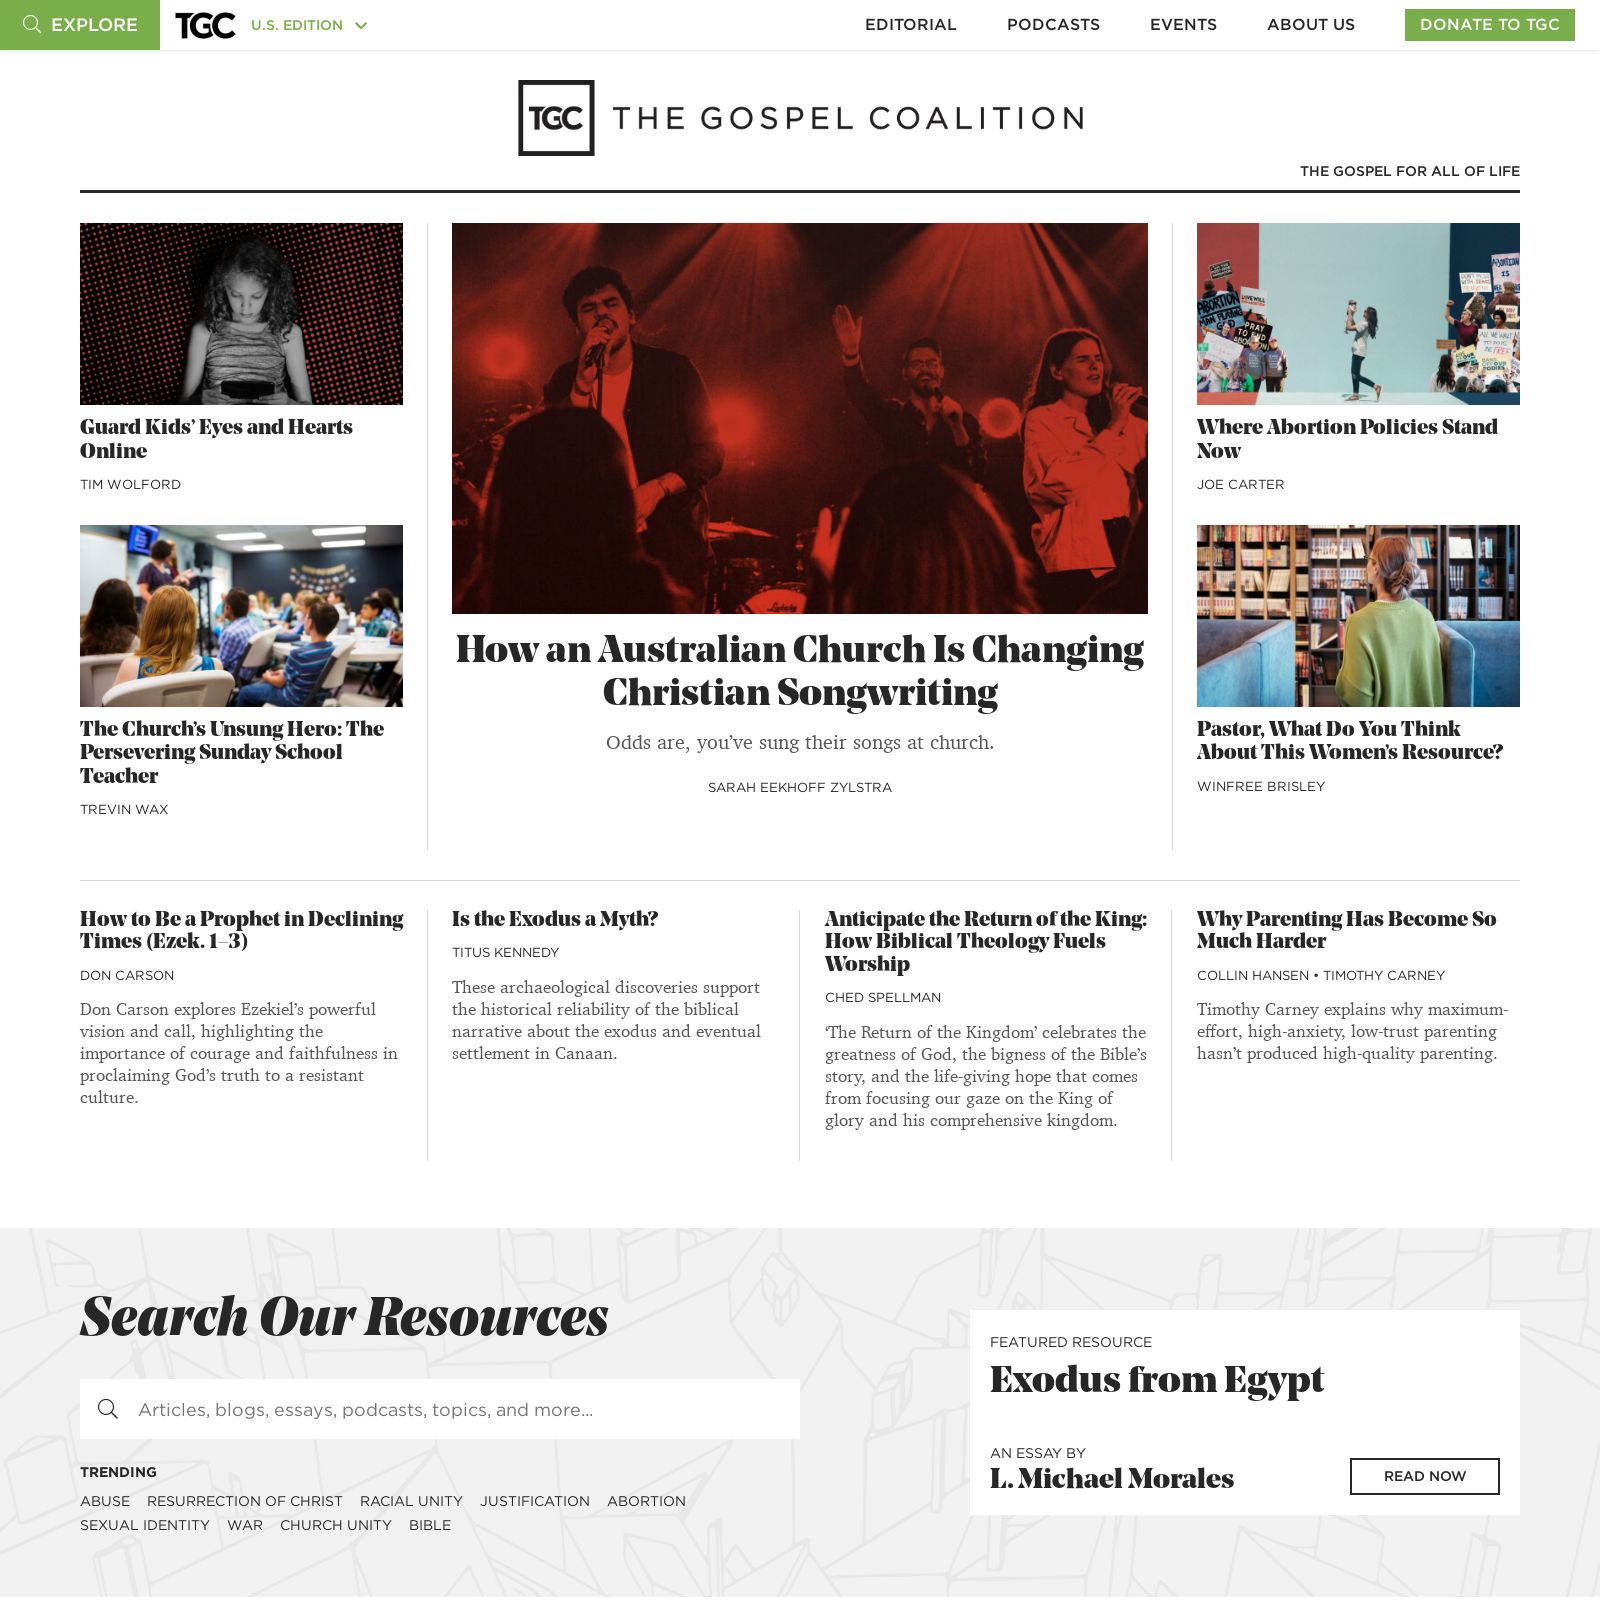 EXPLORE
TGC
U.S. EDITION
EDITORIAL
PODCASTS
EVENTS
ABOUT US
DONATE TO TGC
TGC
THE GOSPEL COALITION
THE GOSPEL FOR ALL OF LIFE
Guard Kids’ Eyes and Hearts
Online
TIM WOLFORD
The Church’s Unsung Hero: The
Persevering Sunday School
Teacher
TREVIN WAX
Ludwig
How an Australian Church Is Changing
Christian Songwriting
Odds are, you’ve sung their songs at church.
SARAH EEKHOFF ZYLSTRA
ABORTION
MAN PLAYING
GOD
PRAY
TO END
ABORTION
IS
Where Abortion Policies Stand
Now
JOE CARTER
Pastor, What Do You Think
About This Women’s Resource?
WINFREE BRISLEY
How to Be a Prophet in Declining
Times (Ezek. 1–3)
DON CARSON
Don Carson explores Ezekiel’s powerful
vision and call, highlighting the
importance of courage and faithfulness in
proclaiming God’s truth to a resistant
culture.
Is the Exodus a Myth?
TITUS KENNEDY
These archaeological discoveries support
the historical reliability of the biblical
narrative about the exodus and eventual
settlement in Canaan.
Anticipate the Return of the King:
How Biblical Theology Fuels
Worship
CHED SPELLMAN
‘The Return of the Kingdom’ celebrates the
greatness of God, the bigness of the Bible’s
story, and the life-giving hope that comes
from focusing our gaze on the King of
glory and his comprehensive kingdom.
Why Parenting Has Become So
Much Harder
COLLIN HANSEN • TIMOTHY CARNEY
Timothy Carney explains why maximum-
effort, high-anxiety, low-trust parenting
hasn’t produced high-quality parenting.
Search Our Resources
Articles, blogs, essays, podcasts, topics, and more...
TRENDING
ABUSE RESURRECTION OF CHRIST RACIAL UNITY JUSTIFICATION ABORTION
SEXUAL IDENTITY WAR CHURCH UNITY BIBLE
FEATURED RESOURCE
Exodus from Egypt
AN ESSAY BY
L. Michael Morales
READ NOW